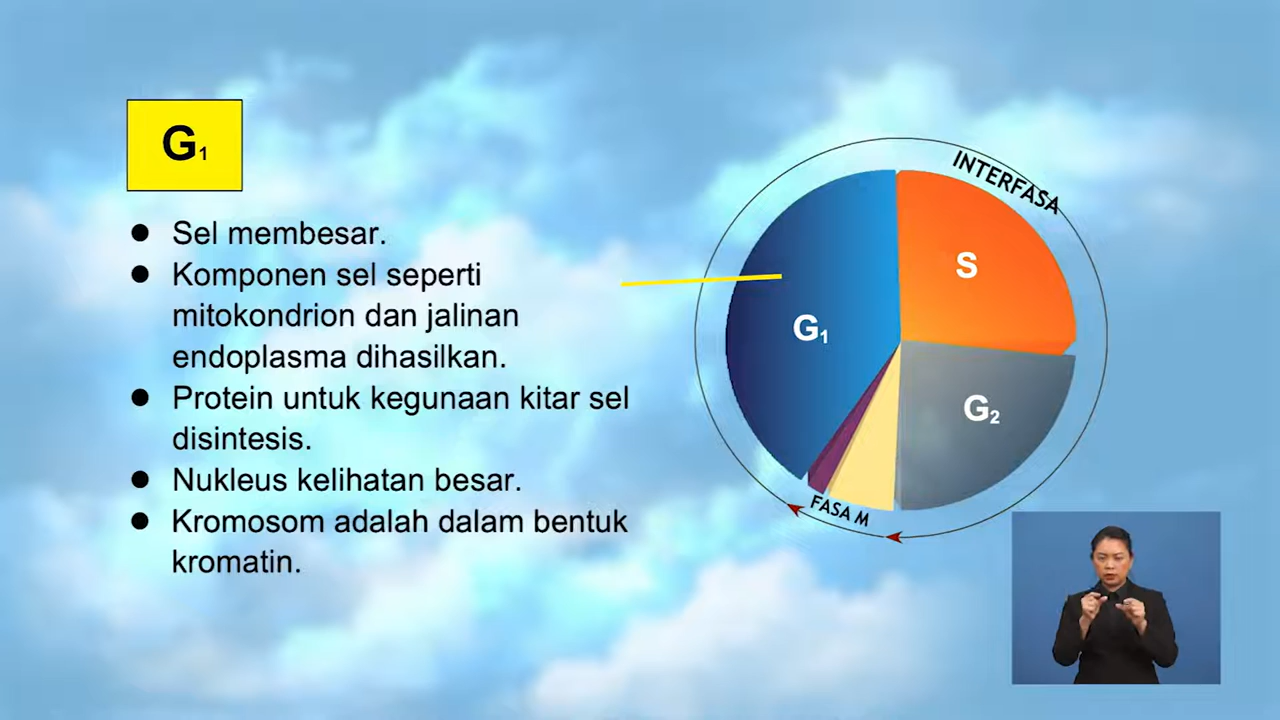 G₁
● Sel membesar.
● Komponen sel seperti
mitokondrion dan jalinan
endoplasma dihasilkan.
● Protein untuk kegunaan kitar sel
disintesis.
● Nukleus kelihatan besar.
● Kromosom adalah dalam bentuk
kromatin.
INTERFASA
S
G₁
G₂
FASA M